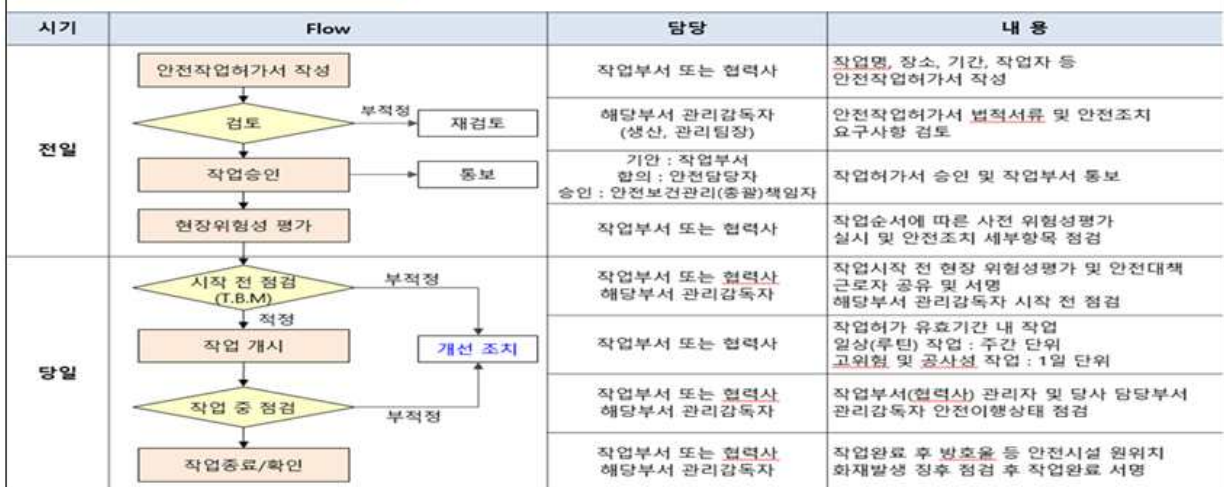 시기 Flow 담당 내 용
전일
안전작업허가서 작성
작업부서 또는 협력사
작업명, 장소, 기간, 작업자 등
안전작업허가서 작성
검토
부적정
재검토
해당부서 관리감독자
(생산, 관리팀장)
안전작업허가서 법적서류 및 안전조치
요구사항 검토
작업승인
통보
기안 : 작업부서
합의 : 안전담당자
승인 : 안전보건관리(총괄)책임자
작업허가서 승인 및 작업부서 통보
현장위험성 평가
작업부서 또는 협력사
작업순서에 따른 사전 위험성평가
실시 및 안전조치 세부항목 점검
당일
시작 전 점검
(T.B.M)
부적정
적정
작업부서 또는 협력사
해당부서 관리감독자
작업시작 전 현장 위험성평가 및 안전대책
근로자 공유 및 서명
해당부서 관리감독자 시작 전 점검
작업 개시
개선 조치
작업부서 또는 협력사
작업허가 유효기간 내 작업
일상(루틴) 작업 : 주간 단위
고위험 및 공사성 작업 : 1일 단위
작업 중 점검
부적정
작업부서 또는 협력사
해당부서 관리감독자
작업부서(협력사) 관리자 및 당사 담당부서
관리감독자 안전이행상태 점검
작업종료/확인
작업부서 또는 협력사
해당부서 관리감독자
작업완료 후 방호울 등 안전시설 원위치
화재발생 징후 점검 후 작업완료 서명